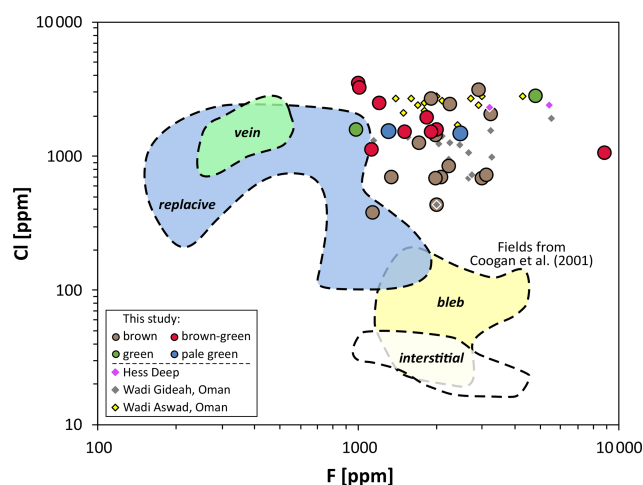 10 000
1000
100
10
Cl [ppm]
vein
replacive
Fields from
Coogan et al. (2001)
bleb
interstitial
This study:
brown brown-green
green pale green
Hess Deep
Wadi Gideah, Oman
Wadi Aswad, Oman
100 1000 10 000
F [ppm]